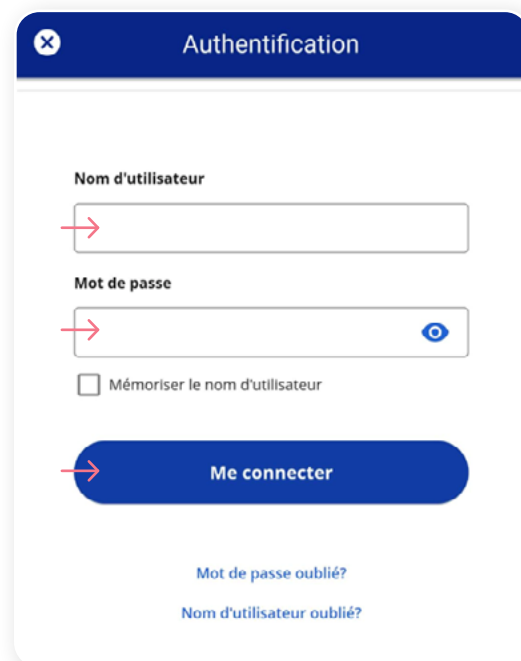 Authentification
Nom d'utilisateur
Mot de passe
Mémoriser le nom d'utilisateur
Me connecter
Mot de passe oublié?
Nom d'utilisateur oublié?